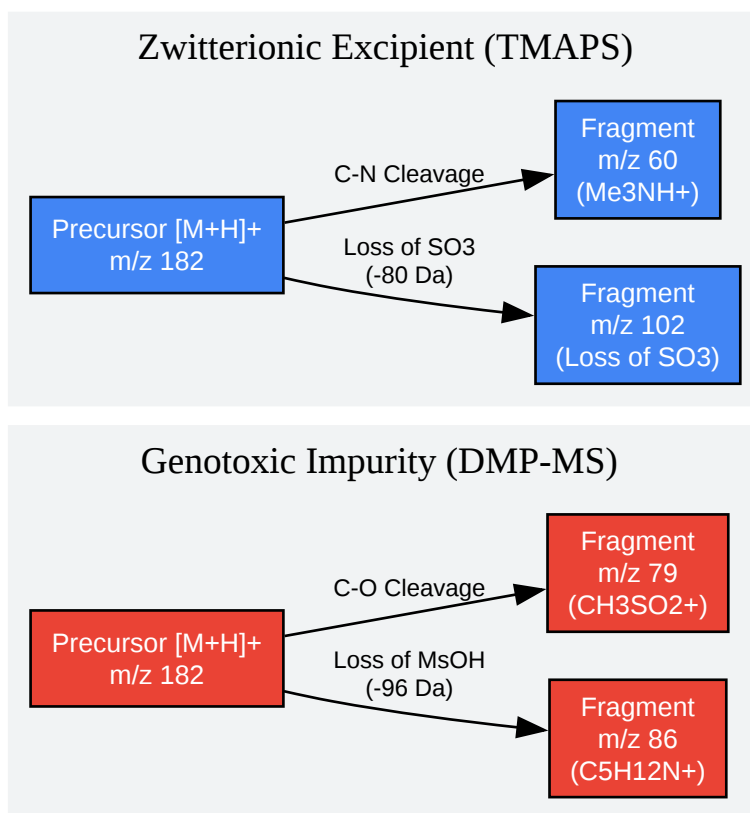 Zwitterionic Excipient (TMAPS)
Precursor [M+H]+
m/z 182
C-N Cleavage
Fragment
m/z 60
(Me3NH+)
Loss of SO3
(-80 Da)
Fragment
m/z 102
(Loss of SO3)
Genotoxic Impurity (DMP-MS)
Precursor [M+H]+
m/z 182
C-O Cleavage
Fragment
m/z 79
(CH3SO2+)
Loss of MsOH
(-96 Da)
Fragment
m/z 86
(C5H12N+)